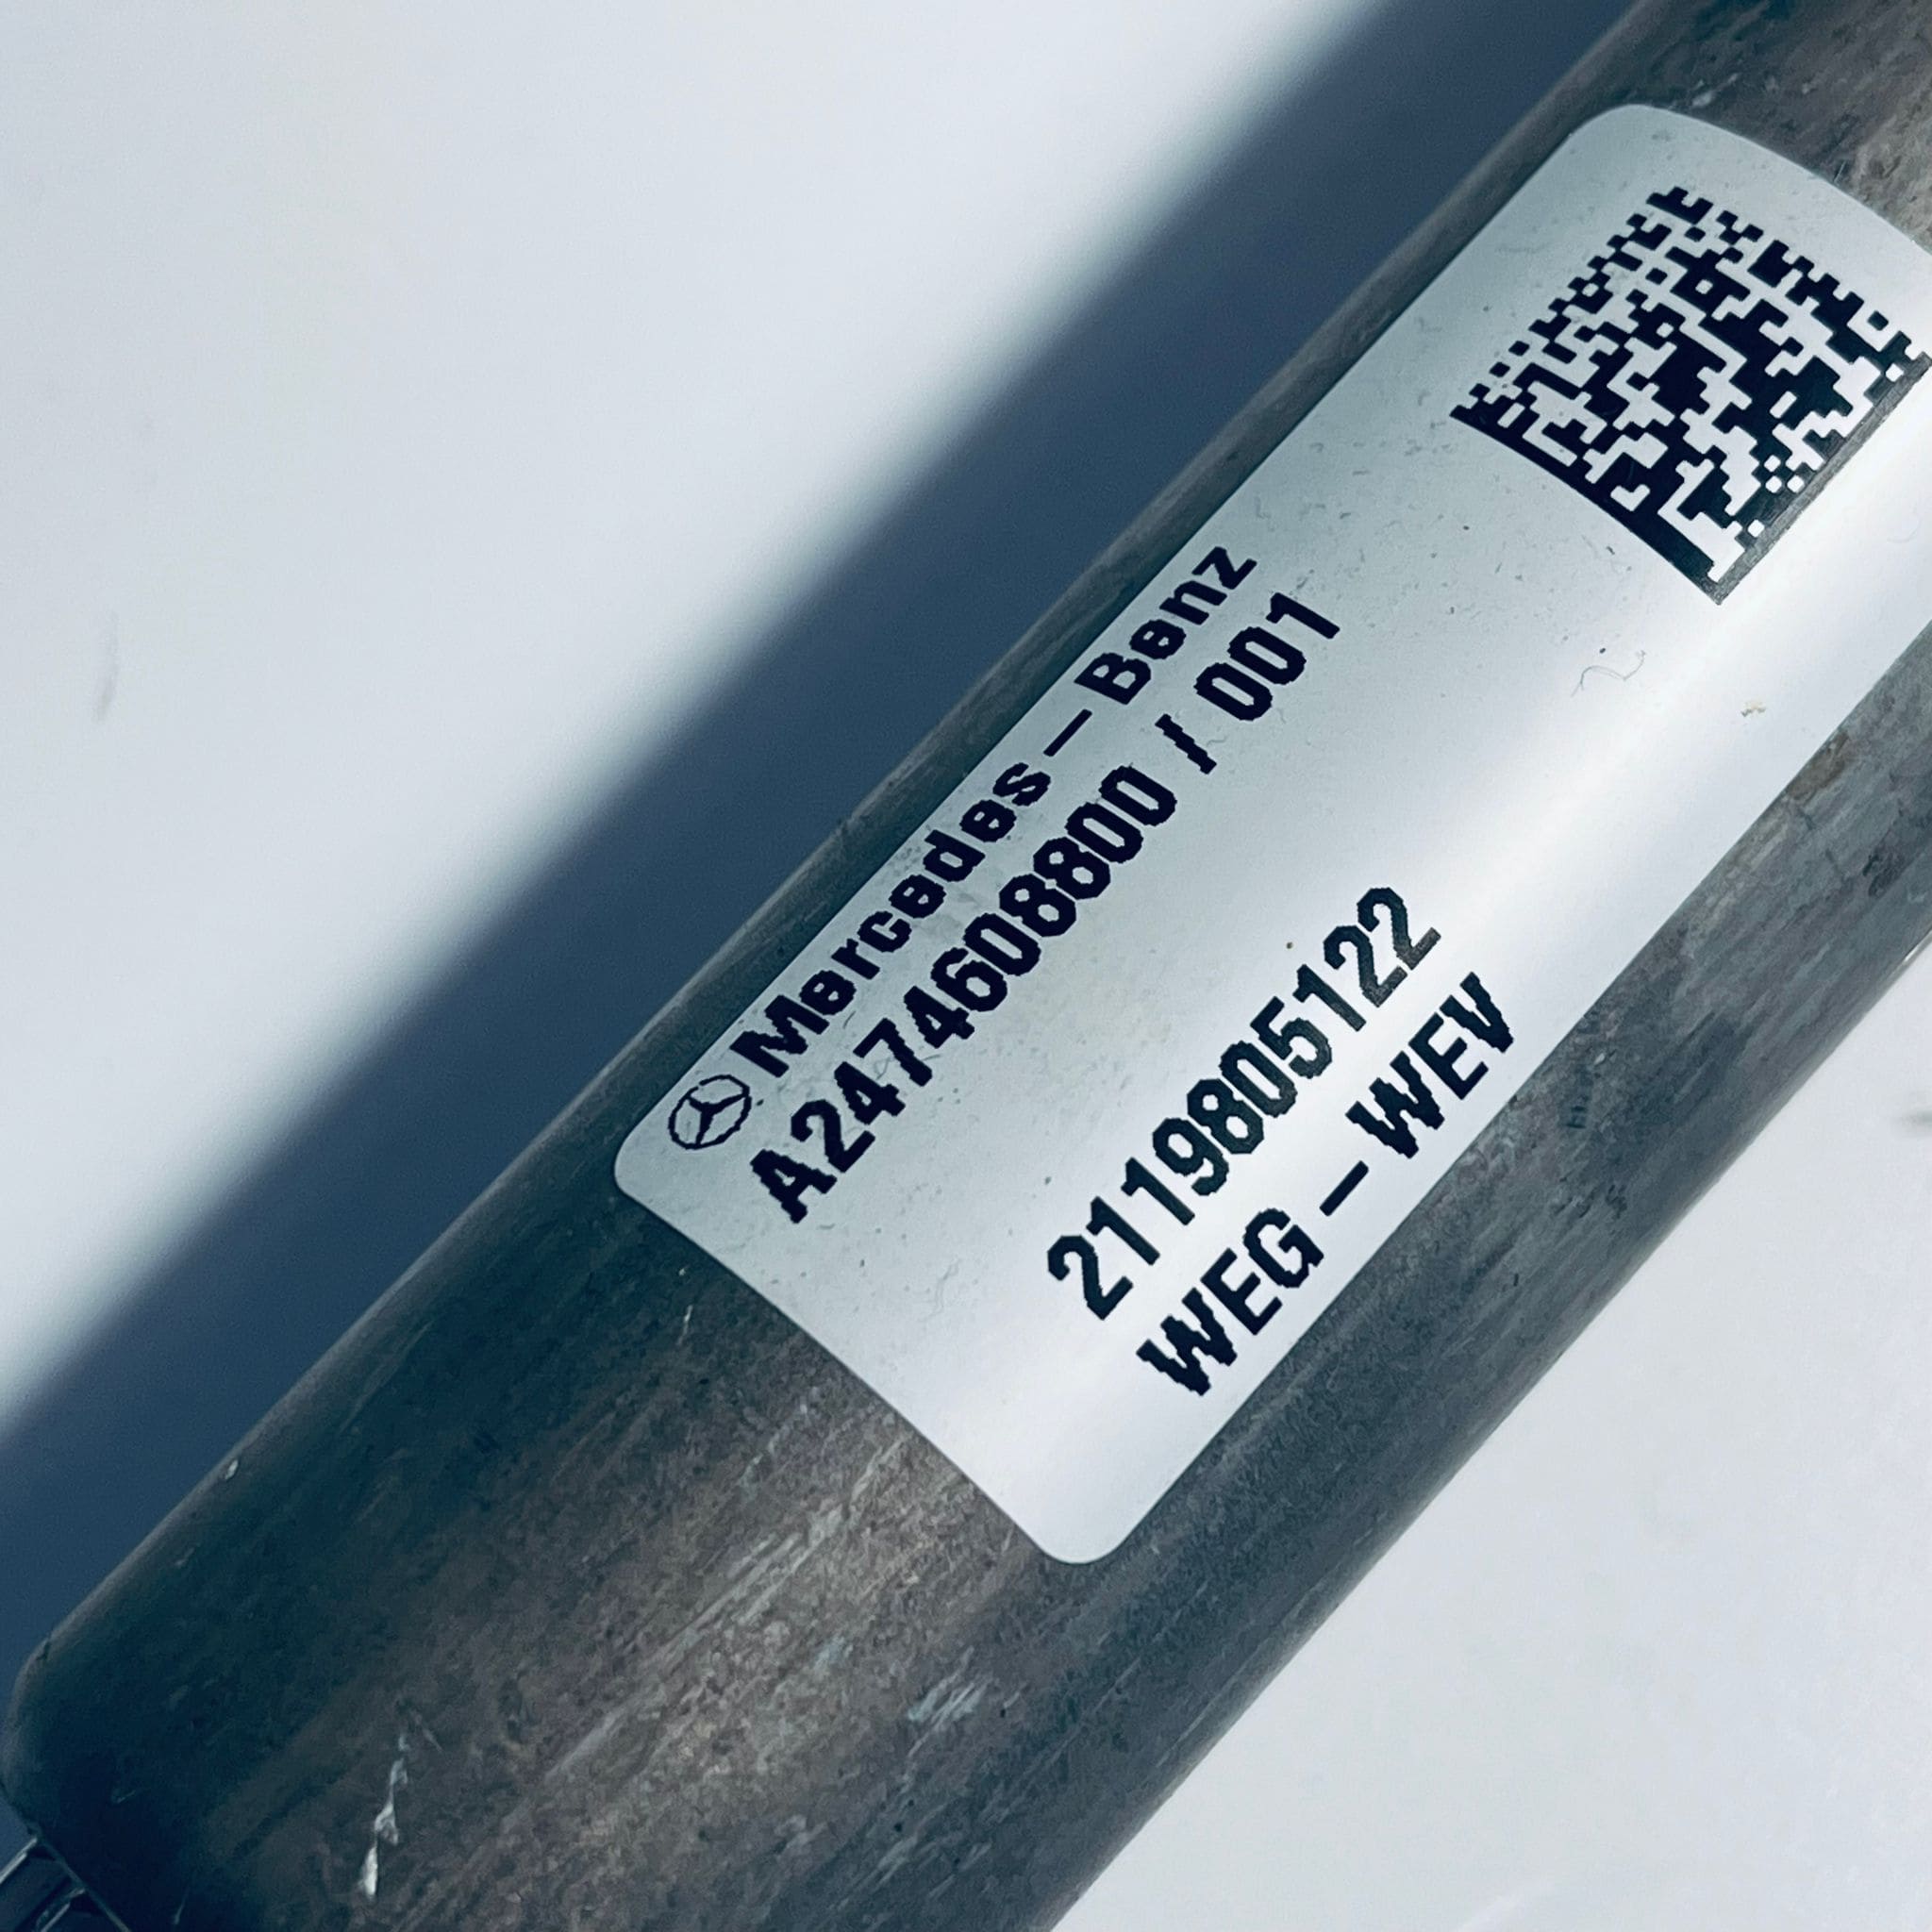 Mercedes-Benz
A2474608800 / 001
2119805122
WEG - WEV